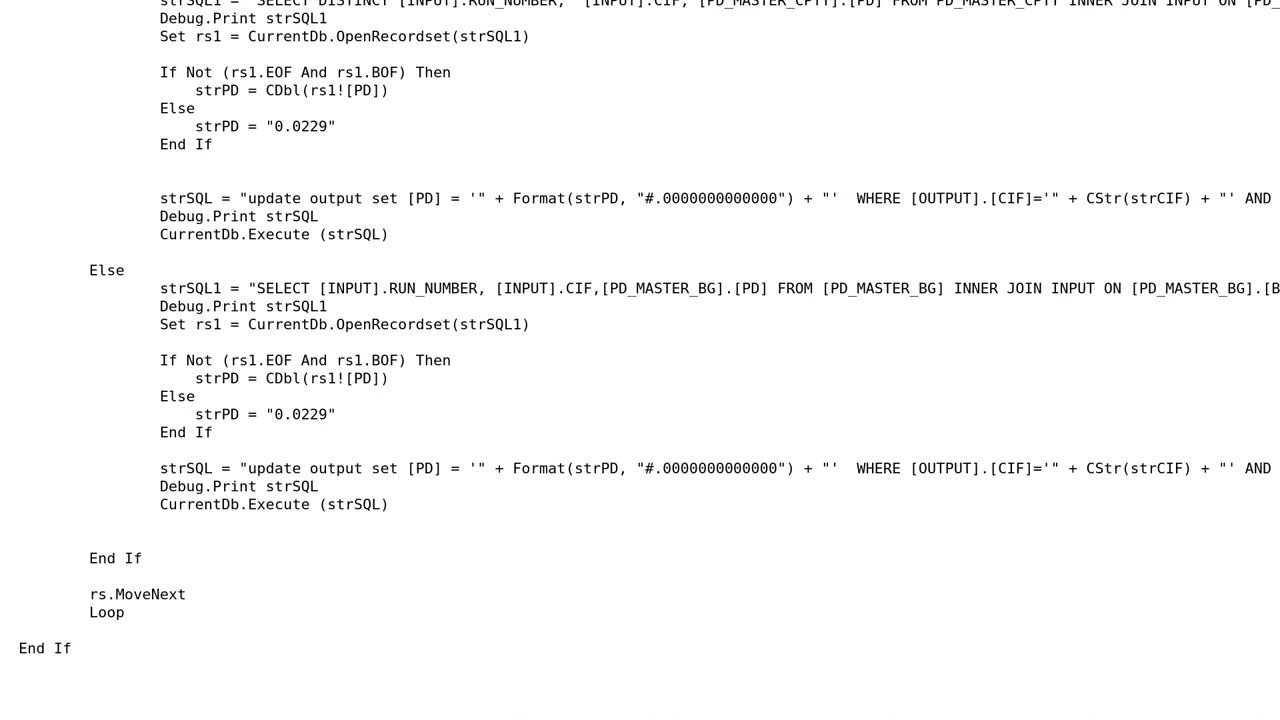 strSQL1 = "SELECT DISTINCT [INPUT].RUN_NUMBER,  [INPUT].CIF, [PD_MASTER_CPTY].[PD] FROM PD_MASTER_CPTY INNER JOIN INPUT ON [PD_
Debug.Print strSQL1
Set rs1 = CurrentDb.OpenRecordset(strSQL1)
If Not (rs1.EOF And rs1.BOF) Then
strPD = CDbl(rs1![PD])
Else
strPD = "0.0229"
End If
strSQL = "update output set [PD] = '" + Format(strPD, "#.0000000000000") + "'  WHERE [OUTPUT].[CIF]='" + CStr(strCIF) + "' AND
Debug.Print strSQL
CurrentDb.Execute (strSQL)
Else
strSQL1 = "SELECT [INPUT].RUN_NUMBER, [INPUT].CIF,[PD_MASTER_BG].[PD] FROM [PD_MASTER_BG] INNER JOIN INPUT ON [PD_MASTER_BG].[B
Debug.Print strSQL1
Set rs1 = CurrentDb.OpenRecordset(strSQL1)
If Not (rs1.EOF And rs1.BOF) Then
strPD = CDbl(rs1![PD])
Else
strPD = "0.0229"
End If
strSQL = "update output set [PD] = '" + Format(strPD, "#.0000000000000") + "'  WHERE [OUTPUT].[CIF]='" + CStr(strCIF) + "' AND
Debug.Print strSQL
CurrentDb.Execute (strSQL)
End If
rs.MoveNext
Loop
End If